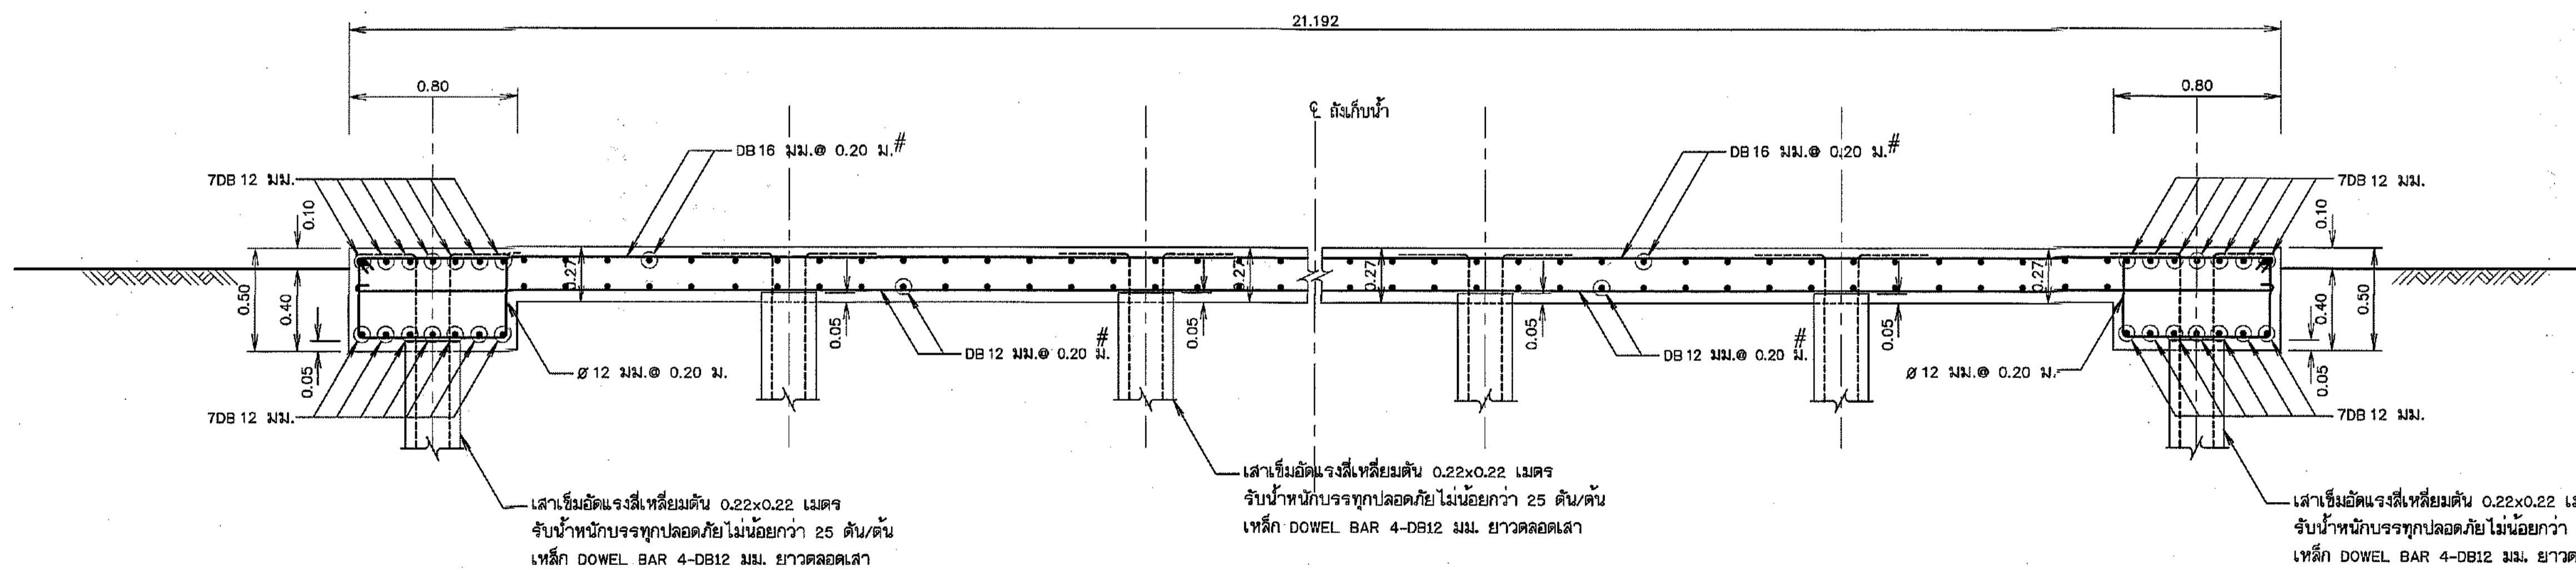 21.192
0.80
0.80
℄ ถังเก็บน้ำ
DB16 มม.@ 0.20 ม.#
DB16 มม.@ 0.20 ม.#
7DB 12 มม.
7DB 12 มม.
0.10
0.10
0.27
0.27
0.27
0.27
0.50
0.40
0.40
0.50
0.05
0.05
0.05
0.05
0.05
0.05
DB 12 มม.@ 0.20 ม.#
DB 12 มม.@ 0.20 ม.#
Ø 12 มม.@ 0.20 ม.
Ø 12 มม.@ 0.20 ม.
7DB 12 มม.
7DB 12 มม.
เสาเข็มอัดแรงสี่เหลี่ยมตัน 0.22x0.22 เมตร
รับน้ำหนักบรรทุกปลอดภัยไม่น้อยกว่า 25 ตัน/ต้น
เหล็ก DOWEL BAR 4-DB12 มม. ยาวตลอดเสา
เสาเข็มอัดแรงสี่เหลี่ยมตัน 0.22x0.22 เมตร
รับน้ำหนักบรรทุกปลอดภัยไม่น้อยกว่า 25 ตัน/ต้น
เหล็ก DOWEL BAR 4-DB12 มม. ยาวตลอดเสา
เสาเข็มอัดแรงสี่เหลี่ยมตัน 0.22x0.22
รับน้ำหนักบรรทุกปลอดภัยไม่น้อยกว่า
เหล็ก DOWEL BAR 4-DB12 มม.